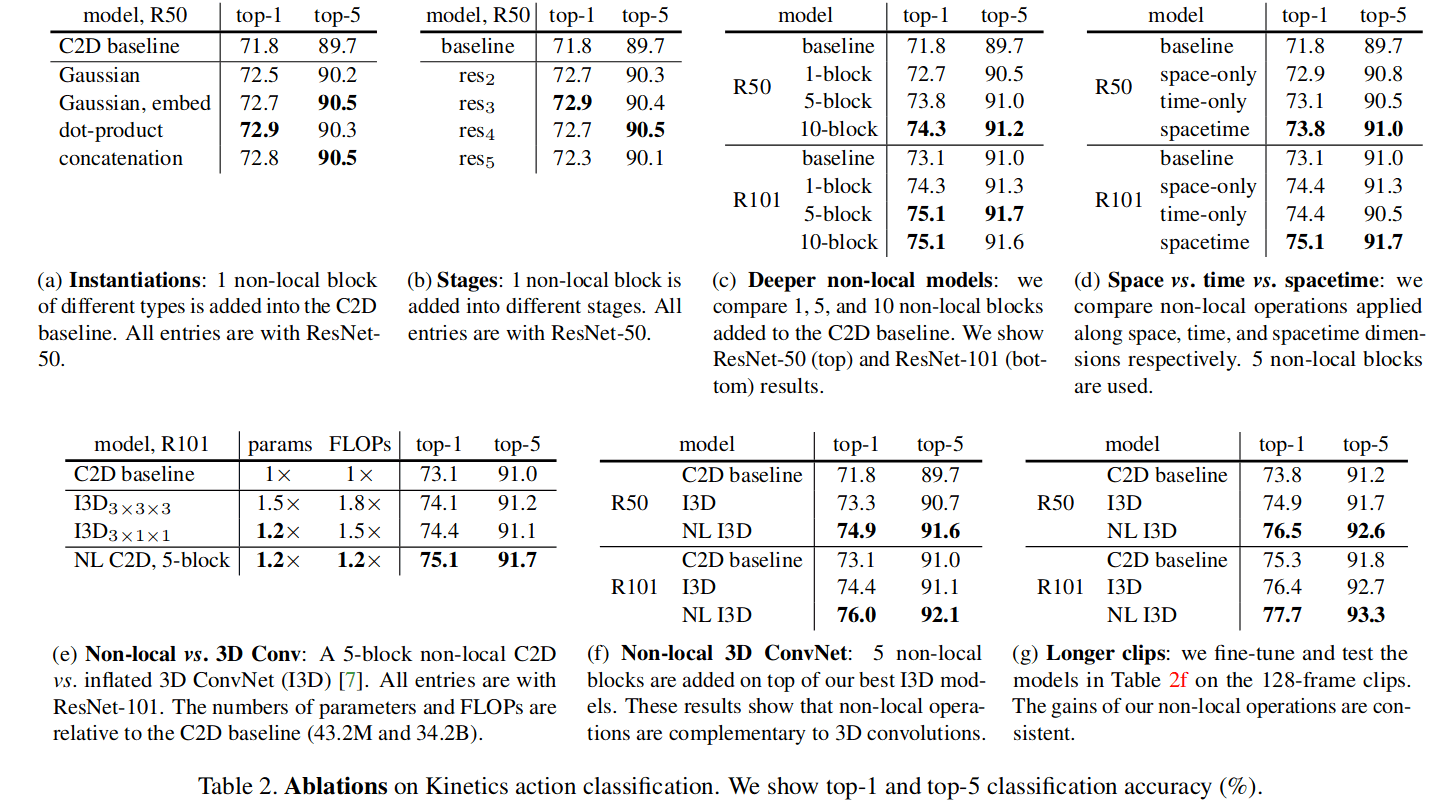 model, R50 top-1 top-5
C2D baseline 71.8 89.7
Gaussian 72.5 90.2
Gaussian, embed 72.7 90.5
dot-product 72.9 90.3
concatenation 72.8 90.5
(a) Instantiations: 1 non-local block
of different types is added into the C2D
baseline. All entries are with ResNet-
50.
model, R50 top-1 top-5
baseline 71.8 89.7
res2 72.7 90.3
res3 72.9 90.4
res4 72.7 90.5
res5 72.3 90.1
(b) Stages: 1 non-local block is
added into different stages. All
entries are with ResNet-50.
model top-1 top-5
baseline 71.8 89.7
R50 1-block 72.7 90.5
5-block 73.8 91.0
10-block 74.3 91.2
baseline 73.1 91.0
R101 1-block 74.3 91.3
5-block 75.1 91.7
10-block 75.1 91.6
(c) Deeper non-local models: we
compare 1, 5, and 10 non-local blocks
added to the C2D baseline. We show
ResNet-50 (top) and ResNet-101 (bot-
tom) results.
model top-1 top-5
baseline 71.8 89.7
R50 space-only 72.9 90.8
time-only 73.1 90.5
spacetime 73.8 91.0
baseline 73.1 91.0
R101 space-only 74.4 91.3
time-only 74.4 90.5
spacetime 75.1 91.7
(d) Space vs. time vs. spacetime: we
compare non-local operations applied
along space, time, and spacetime dimen-
sions respectively. 5 non-local blocks
are used.
model, R101 params FLOPs top-1 top-5
C2D baseline 1× 1× 73.1 91.0
I3D3×3×3 1.5× 1.8× 74.1 91.2
I3D3×1×1 1.2× 1.5× 74.4 91.1
NL C2D, 5-block 1.2× 1.2× 75.1 91.7
(e) Non-local vs. 3D Conv: A 5-block non-local C2D
vs. inflated 3D ConvNet (I3D) [7]. All entries are with
ResNet-101. The numbers of parameters and FLOPs are
relative to the C2D baseline (43.2M and 34.2B).
model top-1 top-5
C2D baseline 71.8 89.7
R50 I3D 73.3 90.7
NL I3D 74.9 91.6
C2D baseline 73.1 91.0
R101 I3D 74.4 91.1
NL I3D 76.0 92.1
(f) Non-local 3D ConvNet: 5 non-local
blocks are added on top of our best I3D mod-
els. These results show that non-local opera-
tions are complementary to 3D convolutions.
model top-1 top-5
C2D baseline 73.8 91.2
R50 I3D 74.9 91.7
NL I3D 76.5 92.6
C2D baseline 75.3 91.8
R101 I3D 76.4 92.7
NL I3D 77.7 93.3
(g) Longer clips: we fine-tune and test the
models in Table 2f on the 128-frame clips.
The gains of our non-local operations are con-
sistent.
Table 2. Ablations on Kinetics action classification. We show top-1 and top-5 classification accuracy (%).